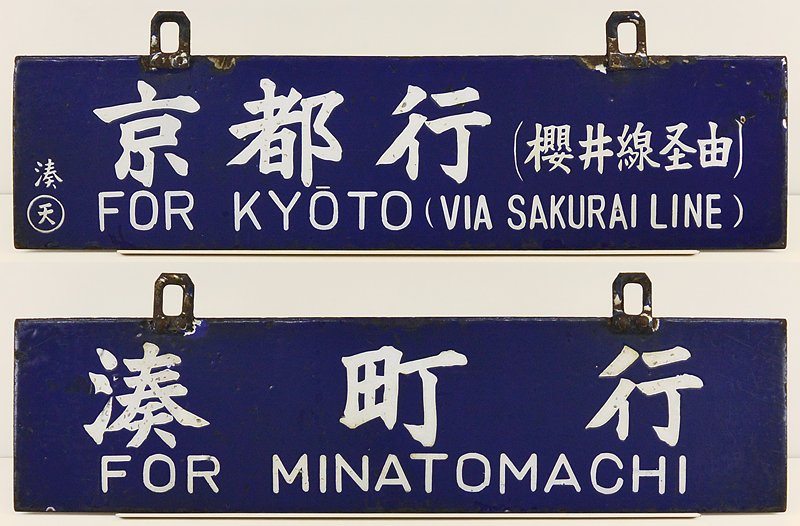 京都行(櫻井線経由)
湊
天
FOR KYŌTO(VIA SAKURAI LINE)
湊町行
FOR MINATOMACHI